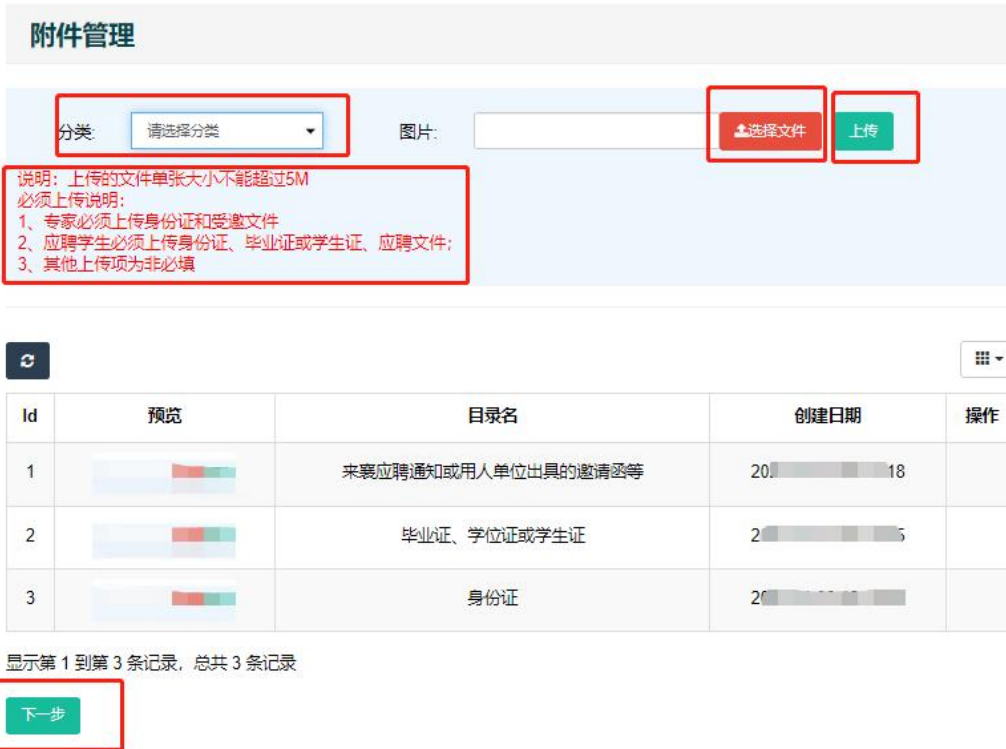 附件管理
分类: 请选择分类 图片: 选择文件 上传
说明：上传的文件单张大小不能超过5M
必须上传说明：
1、专家必须上传身份证和受邀文件
2、应聘学生必须上传身份证、毕业证或学生证、应聘文件;
3、其他上传项为非必填
Id 预览 目录名 创建日期 操作
1 来襄应聘通知或用人单位出具的邀请函等
2 毕业证、学位证或学生证
3 身份证
显示第 1 到第 3 条记录，总共 3 条记录
下一步